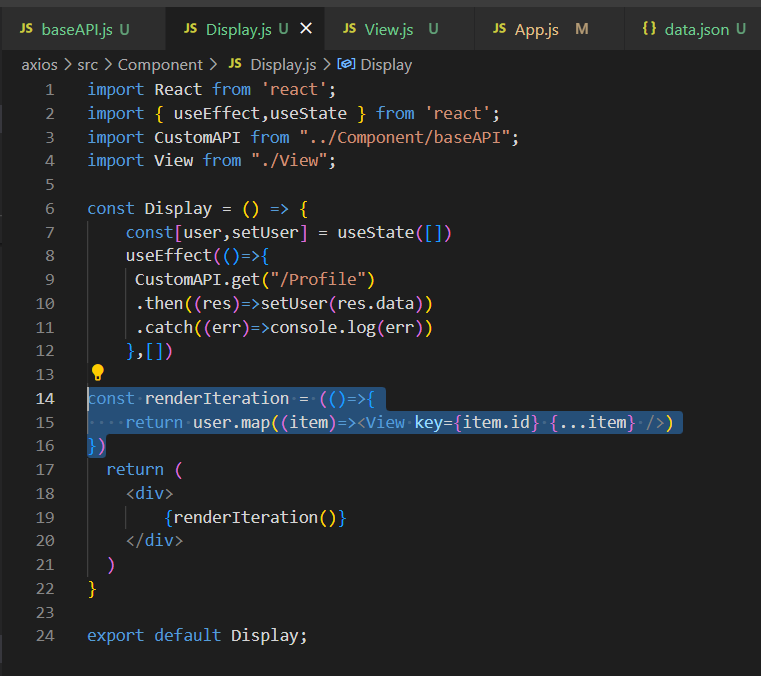 JS baseAPI.js U JS Display.js U × JS View.js U JS App.js M {} data.json U
axios > src > Component > JS Display.js > Display
1 import React from 'react';
2 import { useEffect,useState } from 'react';
3 import CustomAPI from "../Component/baseAPI";
4 import View from "./View";
5
6 const Display = () => {
7 const[user,setUser] = useState([])
8 useEffect(()=>{
9 CustomAPI.get("/Profile")
10 .then((res)=>setUser(res.data))
11 .catch((err)=>console.log(err))
12 },[])
13
14 const renderIteration = (()=>{
15 return user.map((item)=><View key={item.id} {...item} />)
16 })
17 return (
18 <div>
19 {renderIteration()}
20 </div>
21 )
22 }
23
24 export default Display;